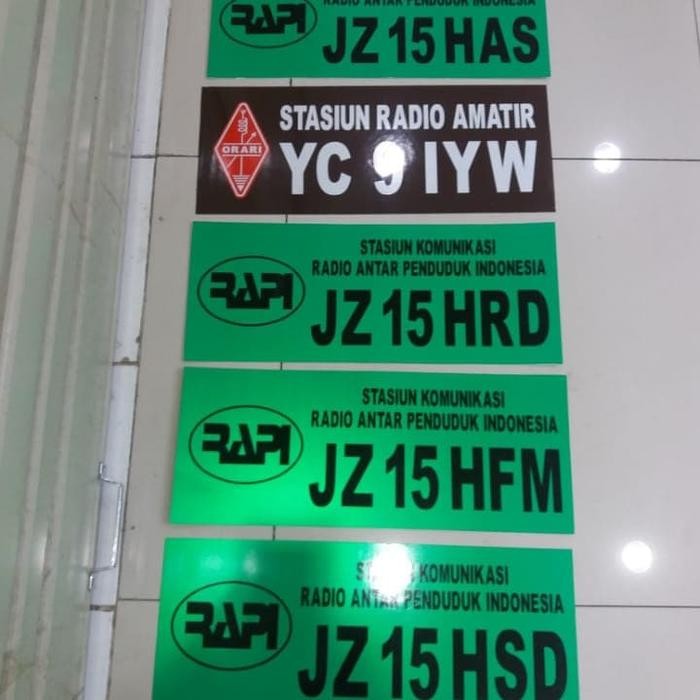 RAPI
RADIO ANTAR PENDUDUK INDONESIA
JZ 15 HAS
ORARI
STASIUN RADIO AMATIR
YC 9 IYW
RAPI
STASIUN KOMUNIKASI
RADIO ANTAR PENDUDUK INDONESIA
JZ 15 HRD
RAPI
STASIUN KOMUNIKASI
RADIO ANTAR PENDUDUK INDONESIA
JZ 15 HFM
RAPI
STASIUN KOMUNIKASI
RADIO ANTAR PENDUDUK INDONESIA
JZ 15 HSD